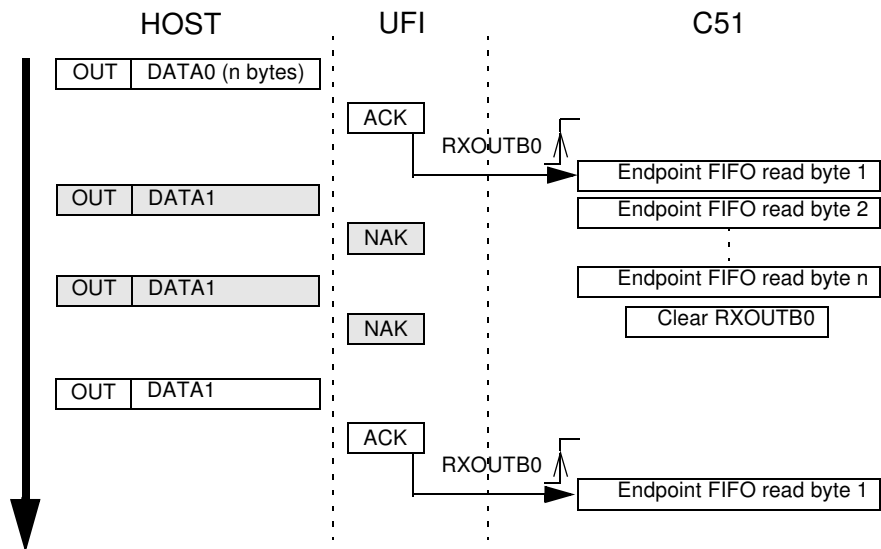 HOST UFI C51
OUT DATA0 (n bytes)
ACK
RXOUTB0
Endpoint FIFO read byte 1
OUT DATA1
Endpoint FIFO read byte 2
NAK
OUT DATA1
Endpoint FIFO read byte n
NAK
Clear RXOUTB0
OUT DATA1
ACK
RXOUTB0
Endpoint FIFO read byte 1